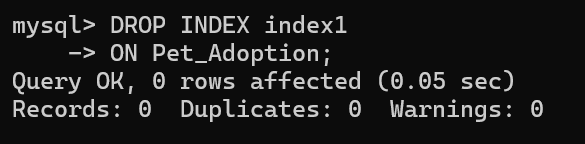 mysql> DROP INDEX index1
    -> ON Pet_Adoption;
Query OK, 0 rows affected (0.05 sec)
Records: 0  Duplicates: 0  Warnings: 0